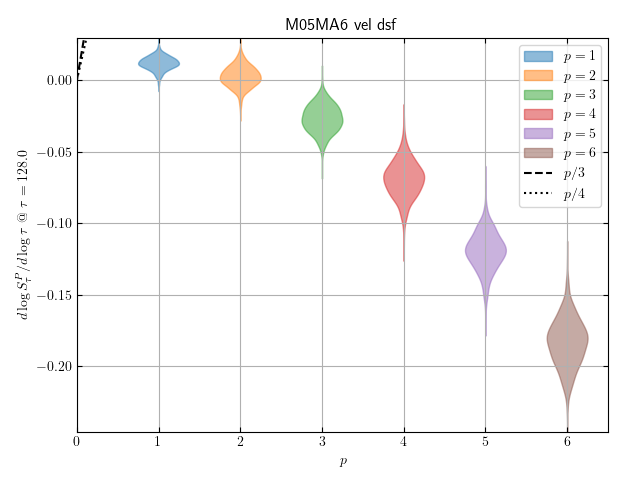 M05MA6 vel dsf
d log S_τ^P / d log τ @ τ = 128.0
0.00
−0.05
−0.10
−0.15
−0.20
0 1 2 3 4 5 6
p
p = 1
p = 2
p = 3
p = 4
p = 5
p = 6
p/3
p/4